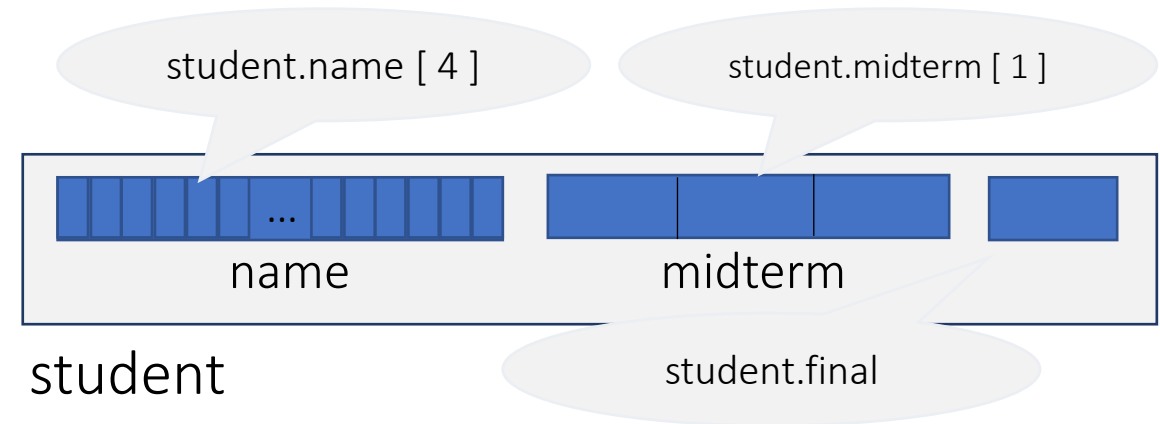 student.name [ 4 ]
student.midterm [ 1 ]
...
name
midterm
student
student.final